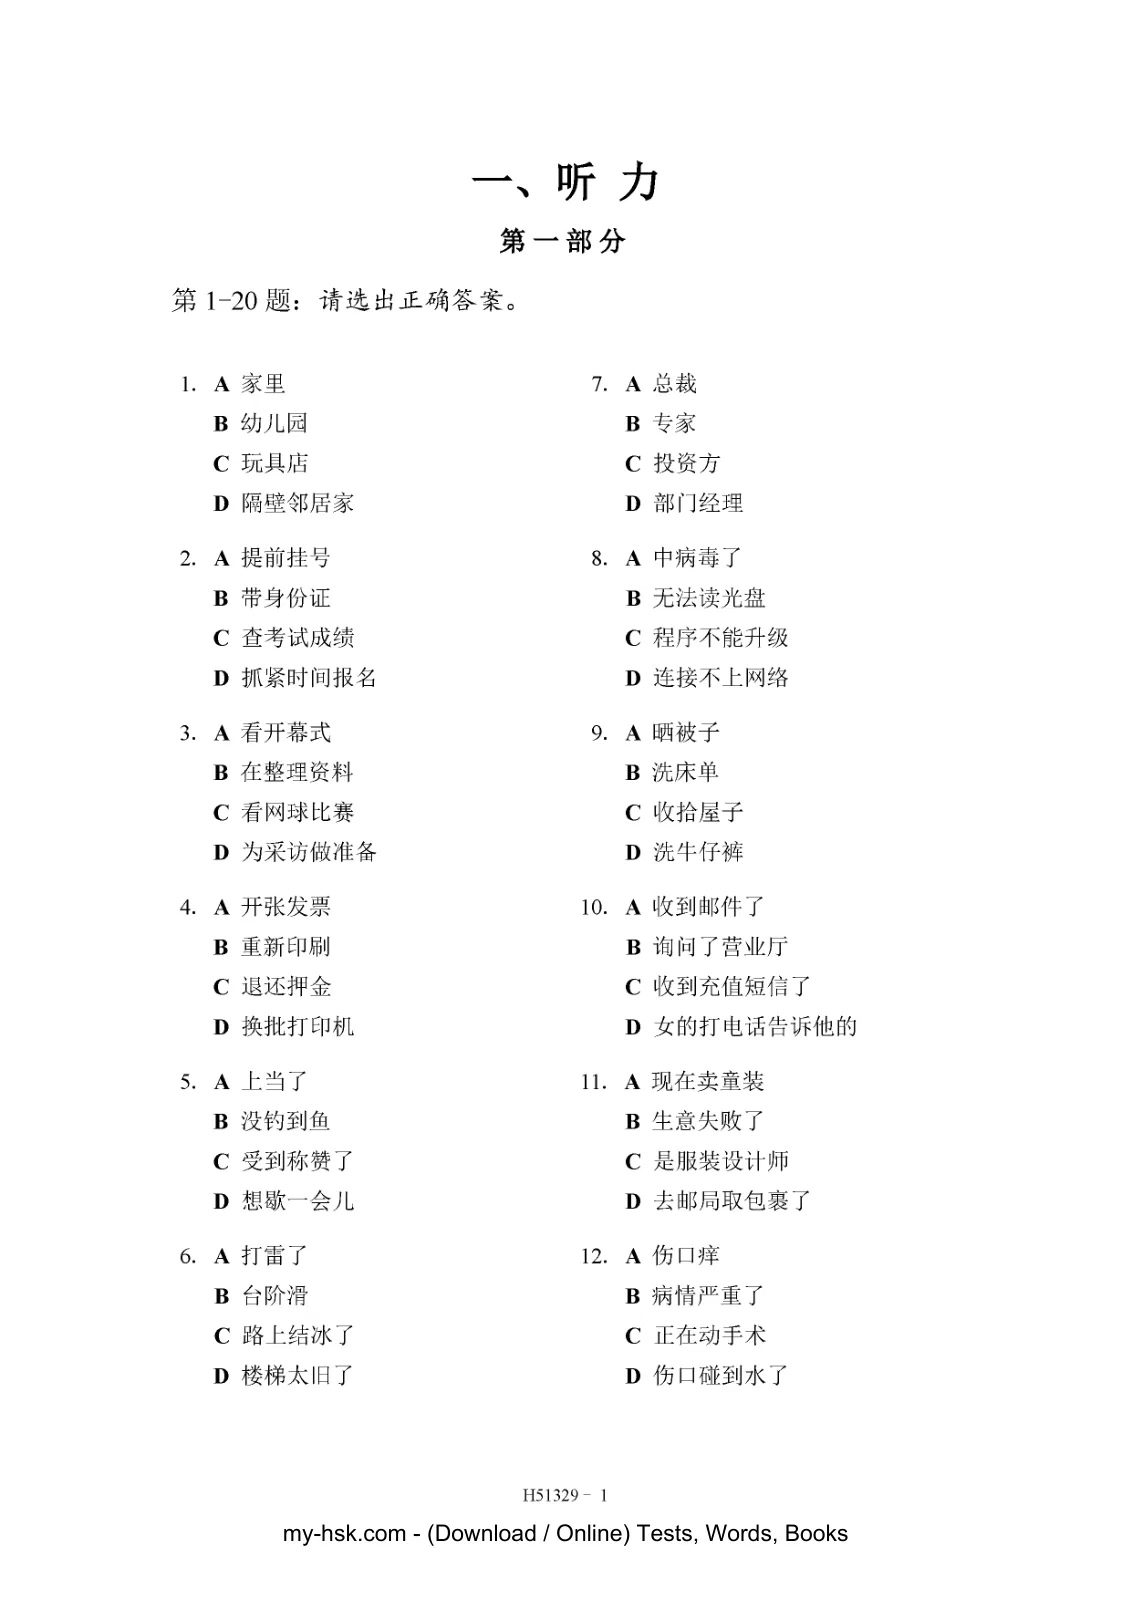 一、听 力
第一部分
第1-20题：请选出正确答案。
1. A 家里
B 幼儿园
C 玩具店
D 隔壁邻居家
2. A 提前挂号
B 带身份证
C 查考试成绩
D 抓紧时间报名
3. A 看开幕式
B 在整理资料
C 看网球比赛
D 为采访做准备
4. A 开张发票
B 重新印刷
C 退还押金
D 换批打印机
5. A 上当了
B 没钓到鱼
C 受到称赞了
D 想歇一会儿
6. A 打雷了
B 台阶滑
C 路上结冰了
D 楼梯太旧了
7. A 总裁
B 专家
C 投资方
D 部门经理
8. A 中病毒了
B 无法读光盘
C 程序不能升级
D 连接不上网络
9. A 晒被子
B 洗床单
C 收拾屋子
D 洗牛仔裤
10. A 收到邮件了
B 询问了营业厅
C 收到充值短信了
D 女的打电话告诉他的
11. A 现在卖童装
B 生意失败了
C 是服装设计师
D 去邮局取包裹了
12. A 伤口痒
B 病情严重了
C 正在动手术
D 伤口碰到水了
H51329- 1
my-hsk.com - (Download / Online) Tests, Words, Books